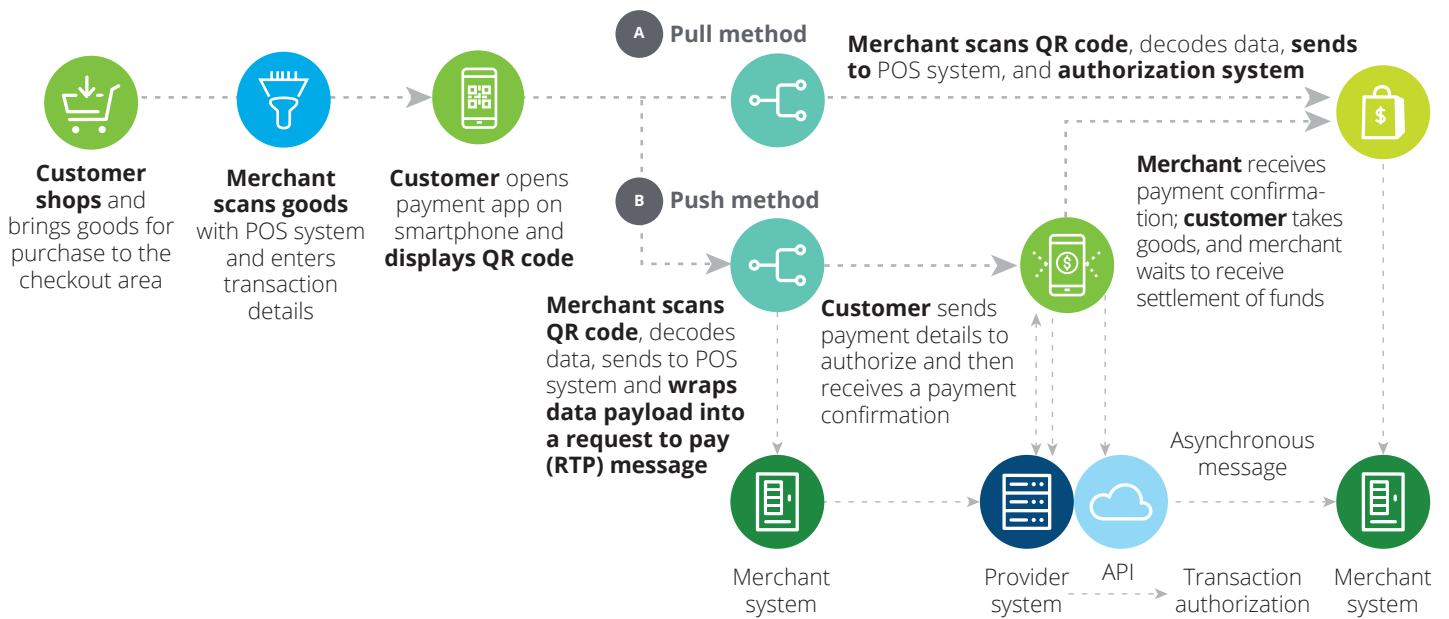 A Pull method
Merchant scans QR code, decodes data, sends
to POS system, and authorization system
Customer
shops and
brings goods for
purchase to the
checkout area
Merchant
scans goods
with POS system
and enters
transaction
details
Customer opens
payment app on
smartphone and
displays QR code
B Push method
Merchant scans
QR code, decodes
data, sends to POS
system and wraps
data payload into
a request to pay
(RTP) message
Customer sends
payment details to
authorize and then
receives a payment
confirmation
$
$
Merchant receives
payment confirma-
tion; customer takes
goods, and merchant
waits to receive
settlement of funds
Asynchronous
message
Merchant
system
Provider
system
API
Transaction
authorization
Merchant
system